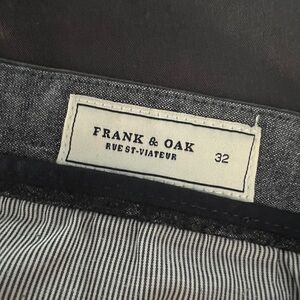 FRANK & OAK
RUE ST-VIATEUR
32